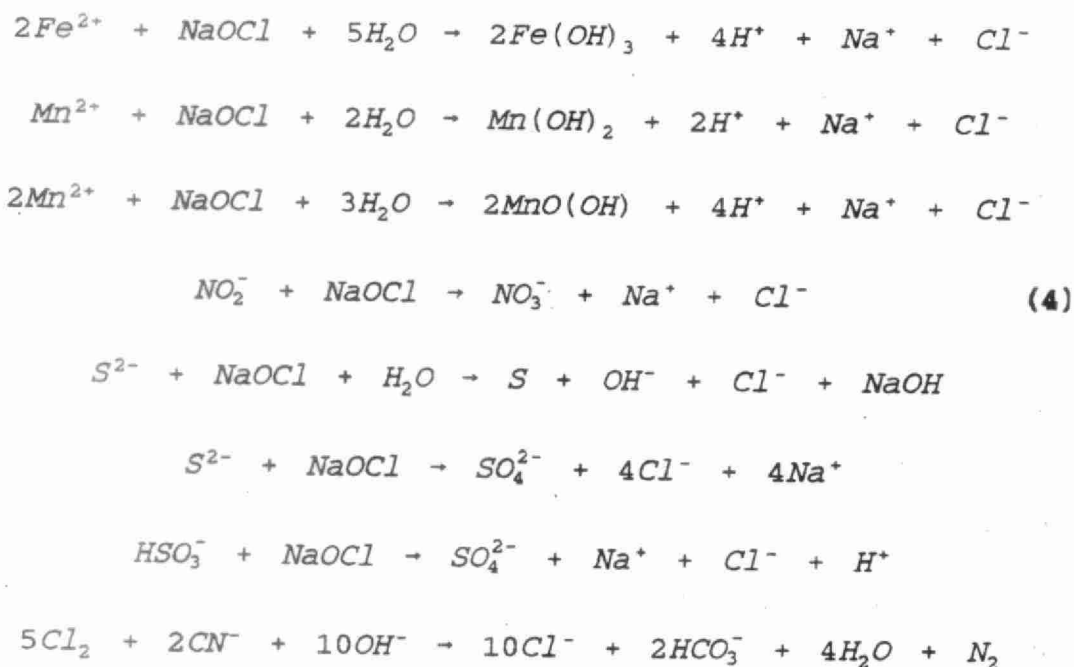 2Fe²⁺ + NaOCl + 5H₂O → 2Fe(OH)₃ + 4H⁺ + Na⁺ + Cl⁻
Mn²⁺ + NaOCl + 2H₂O → Mn(OH)₂ + 2H⁺ + Na⁺ + Cl⁻
2Mn²⁺ + NaOCl + 3H₂O → 2MnO(OH) + 4H⁺ + Na⁺ + Cl⁻
NO₂⁻ + NaOCl → NO₃⁻ + Na⁺ + Cl⁻ (4)
S²⁻ + NaOCl + H₂O → S + OH⁻ + Cl⁻ + NaOH
S²⁻ + NaOCl → SO₄²⁻ + 4Cl⁻ + 4Na⁺
HSO₃⁻ + NaOCl → SO₄²⁻ + Na⁺ + Cl⁻ + H⁺
5Cl₂ + 2CN⁻ + 10OH⁻ → 10Cl⁻ + 2HCO₃⁻ + 4H₂O + N₂